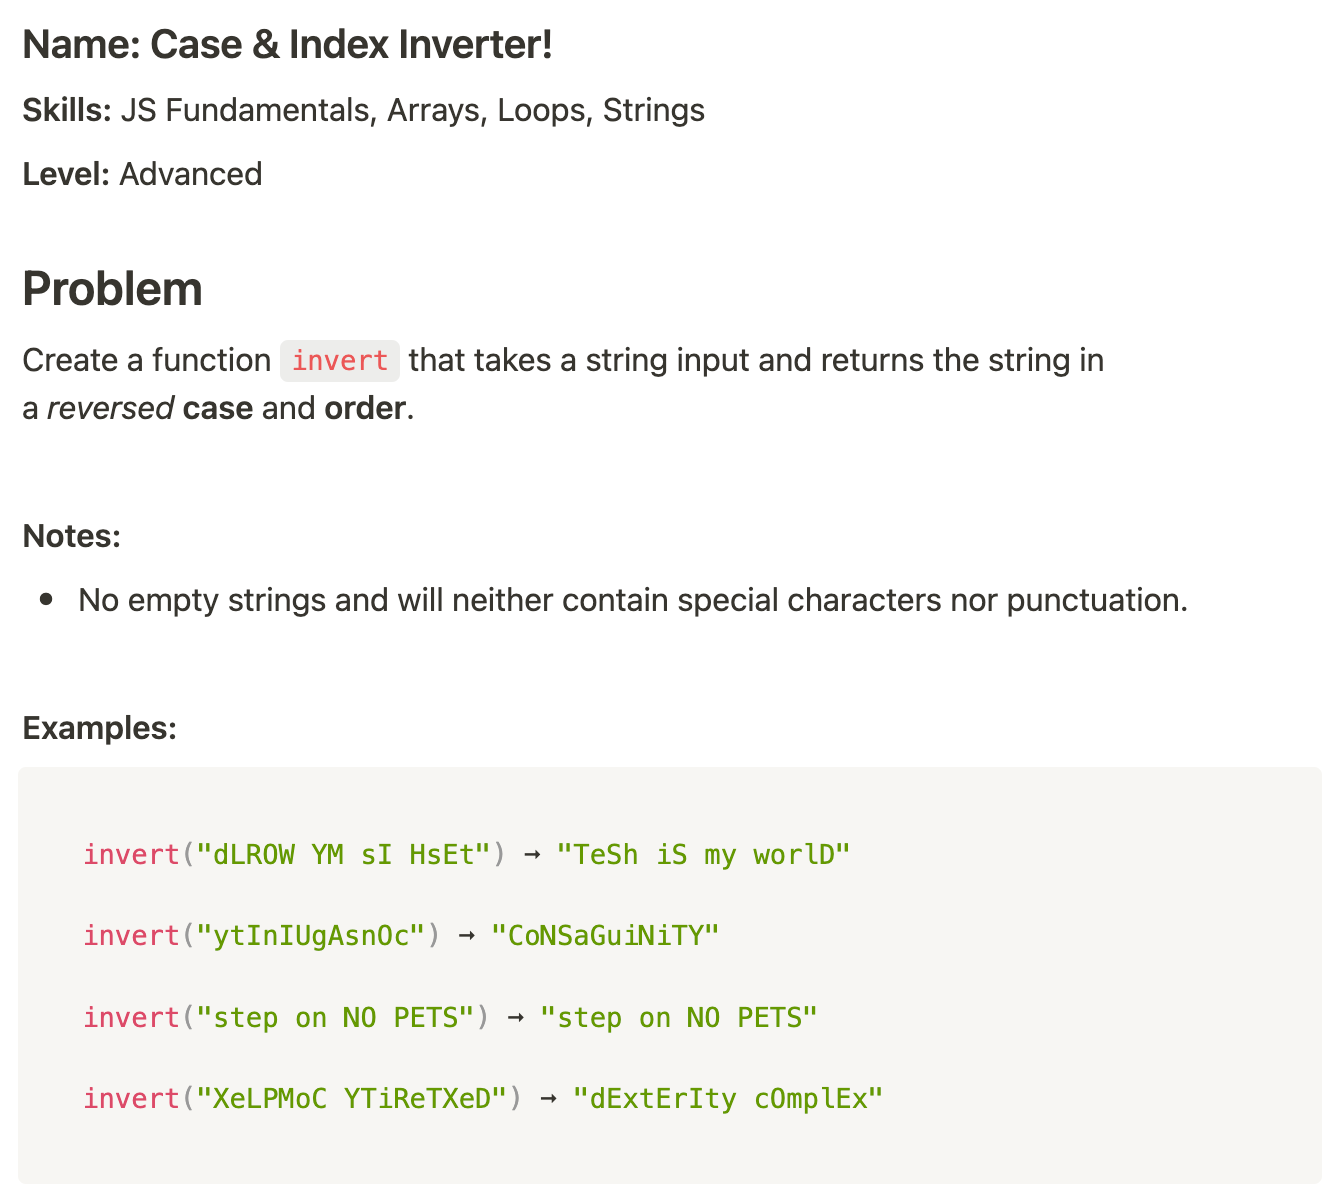 Name: Case & Index Inverter!
Skills: JS Fundamentals, Arrays, Loops, Strings
Level: Advanced
Problem
Create a function invert that takes a string input and returns the string in
a reversed case and order.
Notes:
• No empty strings and will neither contain special characters nor punctuation.
Examples:
invert("dLROW YM sI HsEt") → "TeSh iS my worlD"
invert("ytInIUgAsnOc") → "CoNSaGuiNiTY"
invert("step on NO PETS") → "step on NO PETS"
invert("XeLPMoC YTiReTXeD") → "dExtErIty cOmplEx"